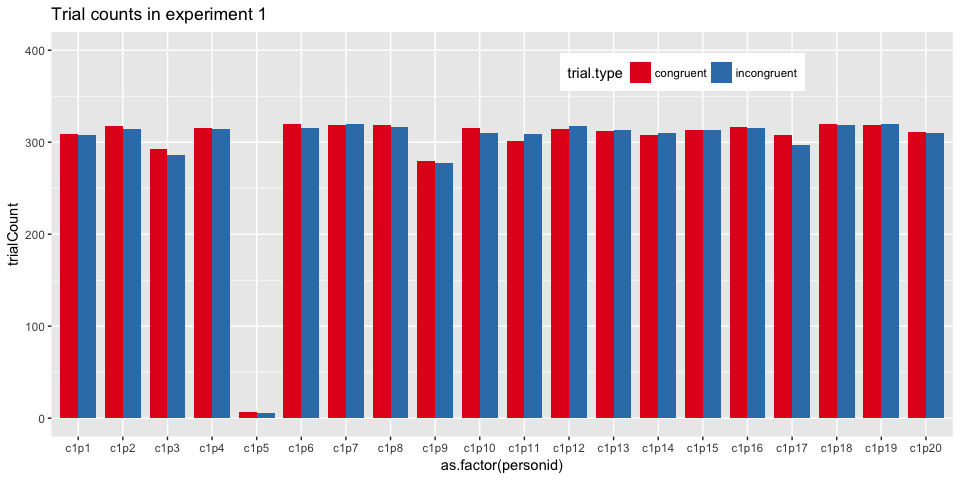 Trial counts in experiment 1
trial.type congruent incongruent
400
300
200
100
0
trialCount
c1p1 c1p2 c1p3 c1p4 c1p5 c1p6 c1p7 c1p8 c1p9 c1p10 c1p11 c1p12 c1p13 c1p14 c1p15 c1p16 c1p17 c1p18 c1p19 c1p20
as.factor(personid)